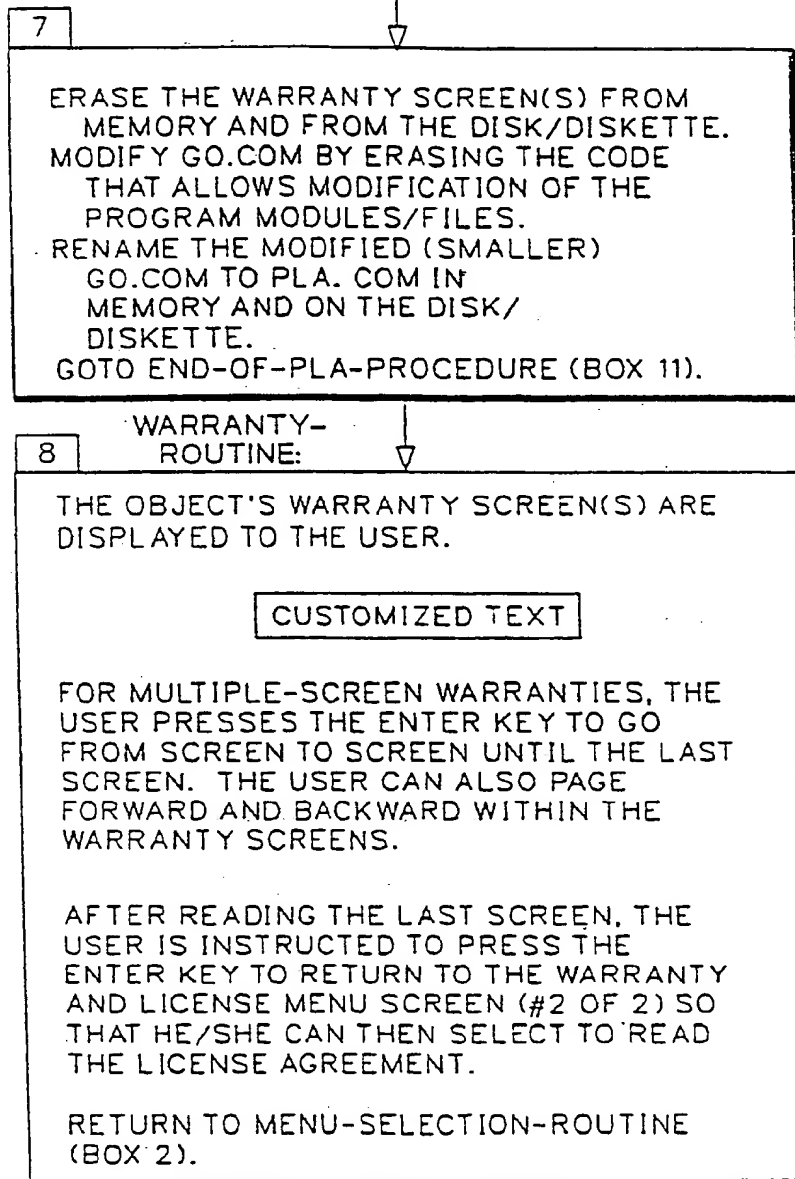 7
ERASE THE WARRANTY SCREEN(S) FROM
MEMORY AND FROM THE DISK/DISKETTE.
MODIFY GO.COM BY ERASING THE CODE
THAT ALLOWS MODIFICATION OF THE
PROGRAM MODULES/FILES.
RENAME THE MODIFIED (SMALLER)
GO.COM TO PLA. COM IN
MEMORY AND ON THE DISK/
DISKETTE.
GOTO END-OF-PLA-PROCEDURE (BOX 11).
WARRANTY-
ROUTINE:
8
THE OBJECT'S WARRANTY SCREEN(S) ARE
DISPLAYED TO THE USER.
CUSTOMIZED TEXT
FOR MULTIPLE-SCREEN WARRANTIES, THE
USER PRESSES THE ENTER KEY TO GO
FROM SCREEN TO SCREEN UNTIL THE LAST
SCREEN. THE USER CAN ALSO PAGE
FORWARD AND BACKWARD WITHIN THE
WARRANTY SCREENS.
AFTER READING THE LAST SCREEN, THE
USER IS INSTRUCTED TO PRESS THE
ENTER KEY TO RETURN TO THE WARRANTY
AND LICENSE MENU SCREEN (#2 OF 2) SO
THAT HE/SHE CAN THEN SELECT TO READ
THE LICENSE AGREEMENT.
RETURN TO MENU-SELECTION-ROUTINE
(BOX 2).